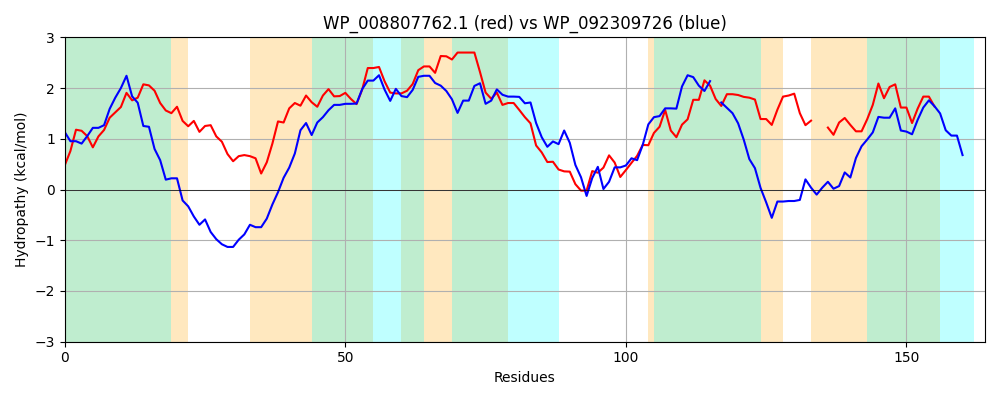 WP_008807762.1 (red) vs WP_092309726 (blue)
Hydropathy (kcal/mol)
3
2
1
0
−1
−2
−3
0 50 100 150
Residues